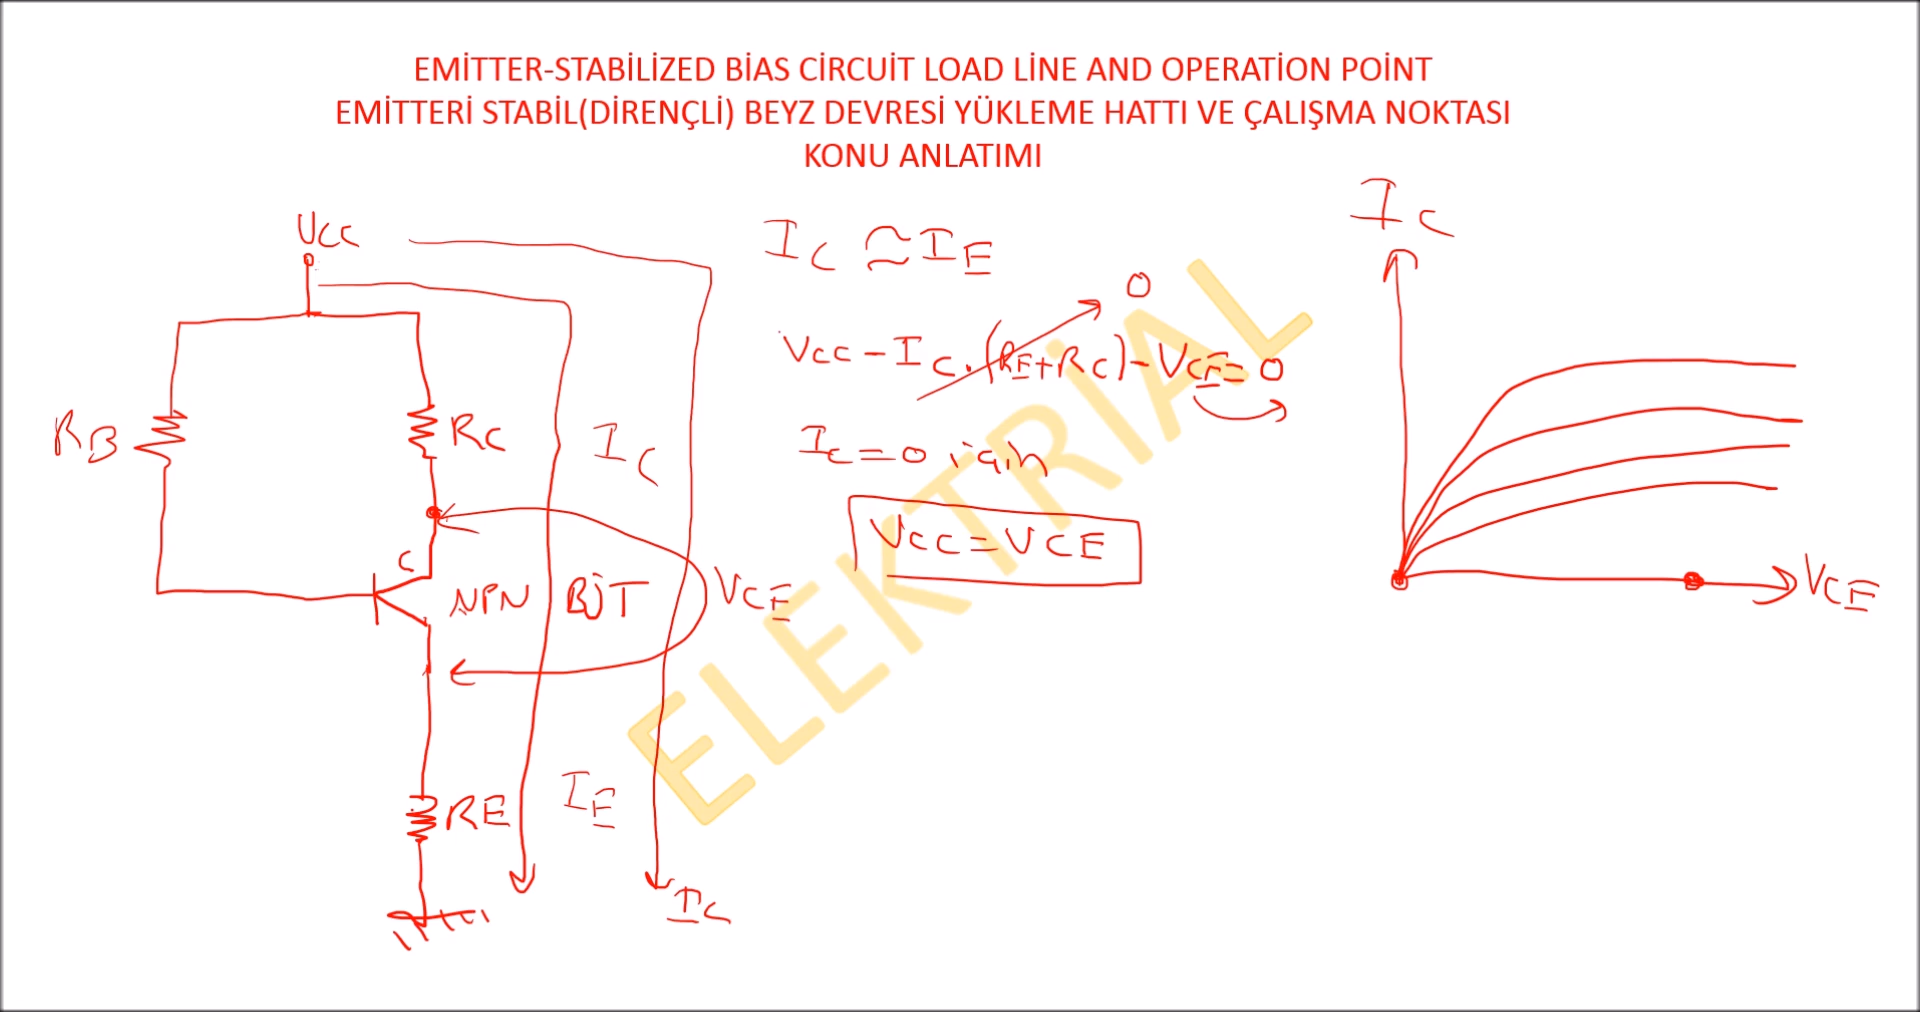 EMİTTER-STABİLİZED BİAS CİRCUİT LOAD LİNE AND OPERATİON POİNT
EMİTTERİ STABİL(DİRENÇLİ) BEYZ DEVRESİ YÜKLEME HATTI VE ÇALIŞMA NOKTASI
KONU ANLATIMI
VCC
RB
RC
C
NPN BJT
VCE
IC
IE
RE
IC
IC ≅ IE
0
VCC - IC.(RE+RC) - VCE = 0
IC = 0 için
VCC = VCE
IC
VCE
ELEKTRİAL